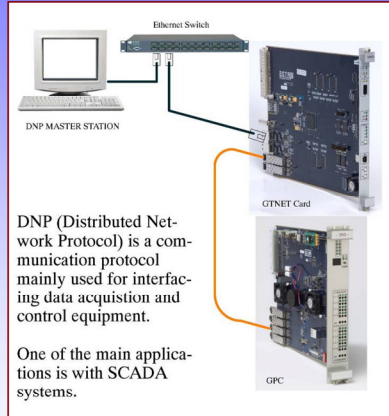 Ethernet Switch
DNP MASTER STATION
GTNET Card
DNP (Distributed Net-
work Protocol) is a com-
munication protocol
mainly used for interfac-
ing data acquistion and
control equipment.
One of the main applica-
tions is with SCADA
systems.
GPC